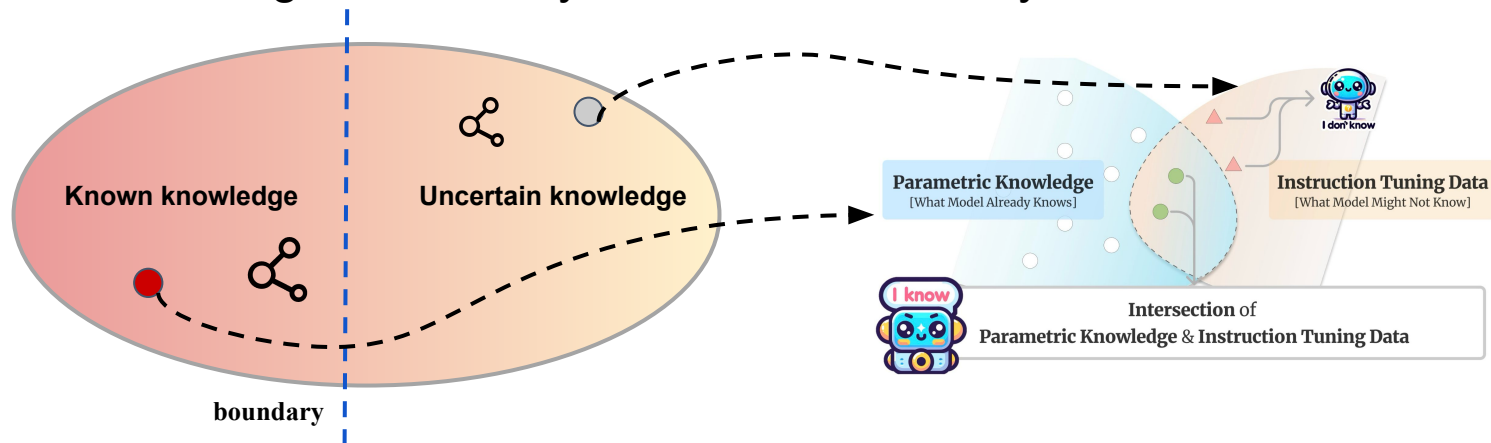 Known knowledge
Uncertain knowledge
boundary
I don't know
Parametric Knowledge
[What Model Already Knows]
Instruction Tuning Data
[What Model Might Not Know]
I know
Intersection of
Parametric Knowledge & Instruction Tuning Data